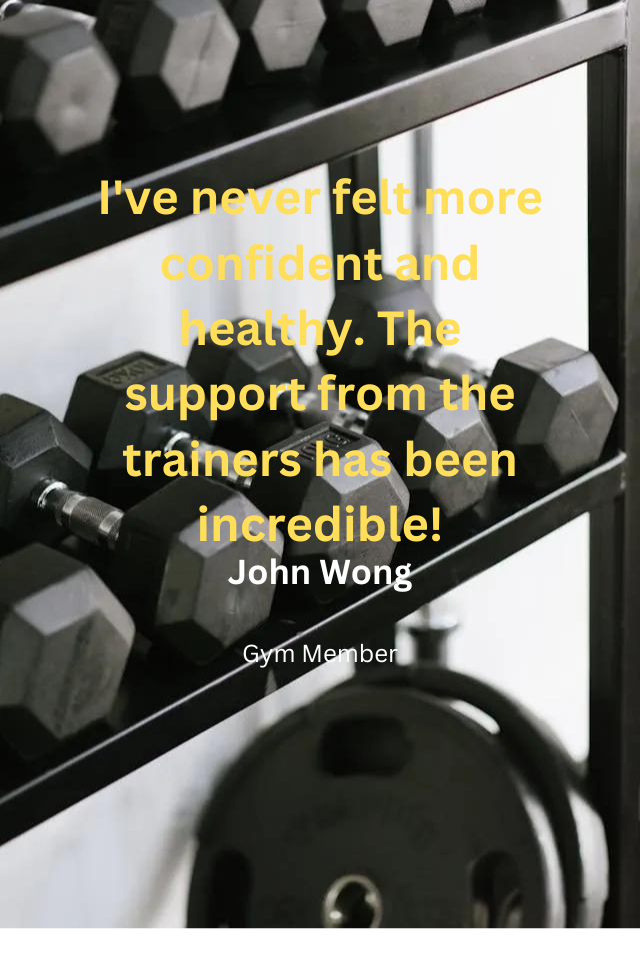 I've never felt more
confident and
healthy. The
support from the
trainers has been
incredible!
John Wong
Gym Member